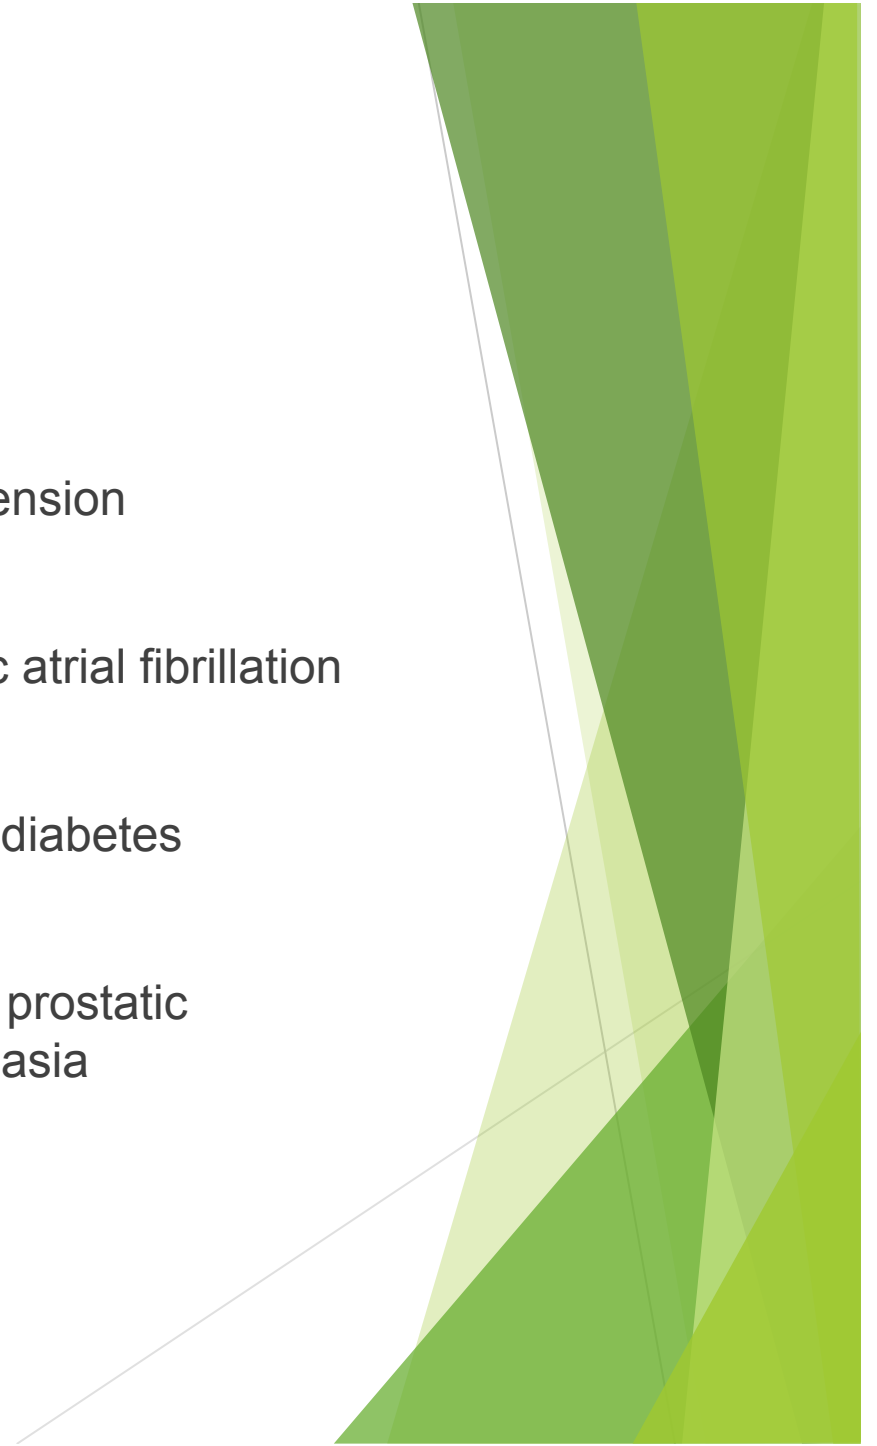 ension
c atrial fibrillation
diabetes
prostatic
asia